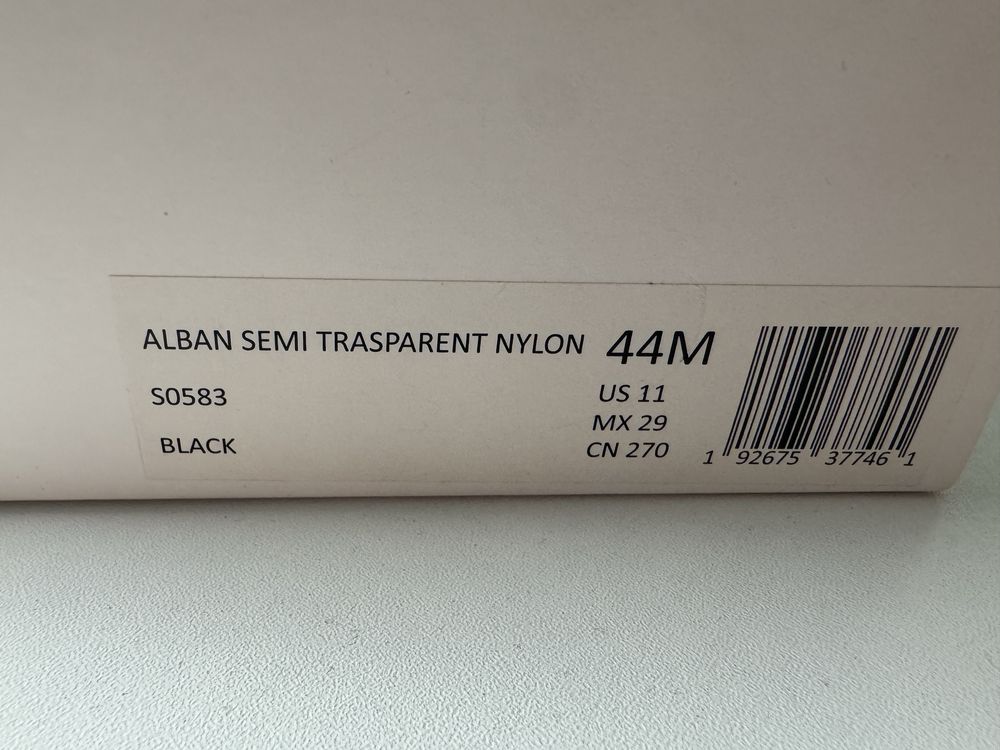 ALBAN SEMI TRASPARENT NYLON 44M
S0583 US 11
MX 29
BLACK CN 270
1 92675 37746 1